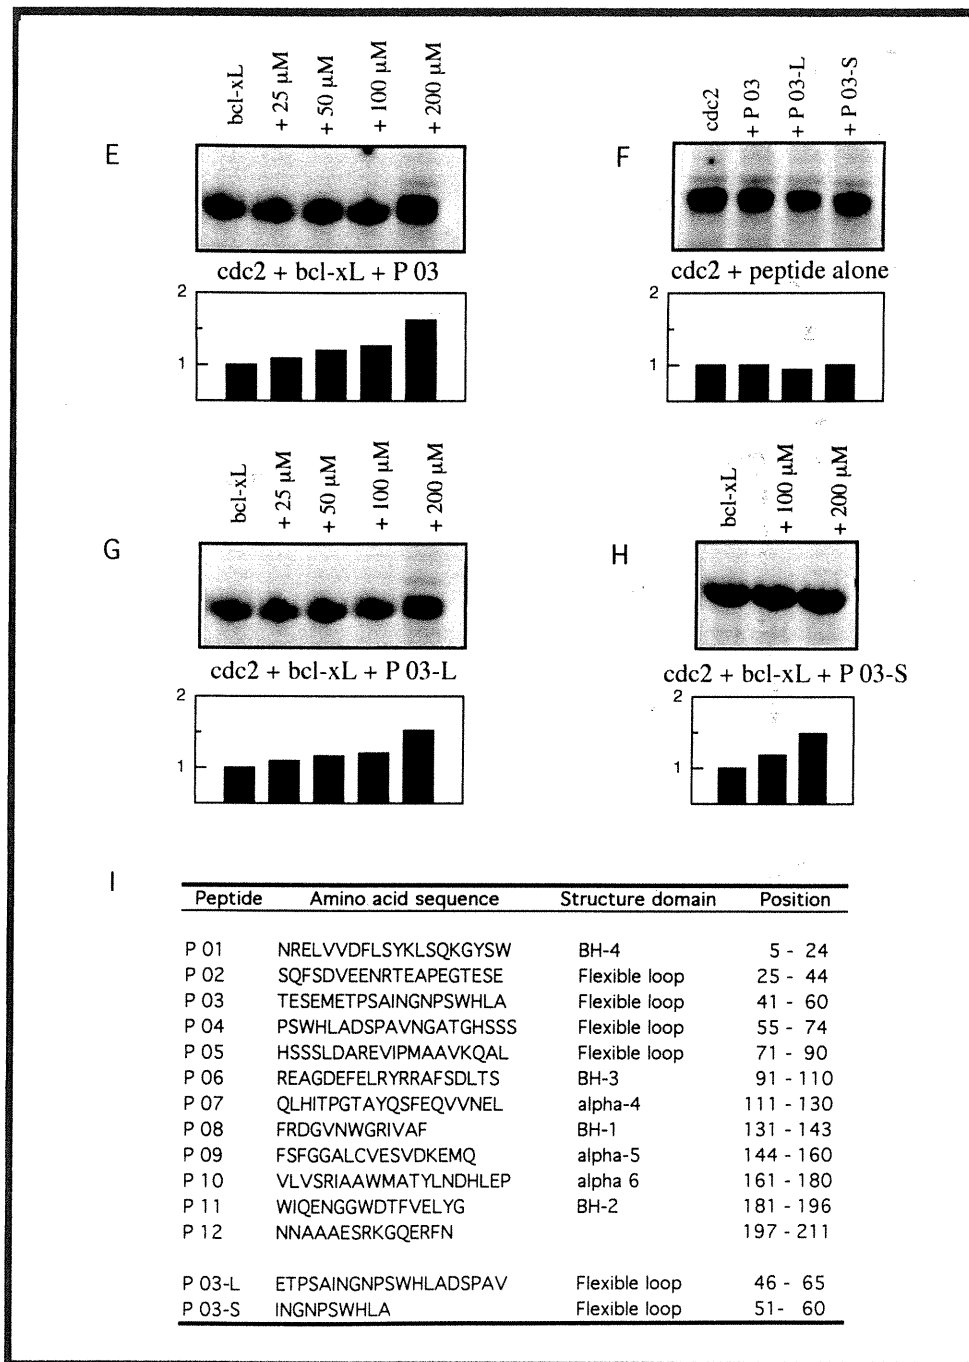 bcl-xL
+ 25 µM
+ 50 µM
+ 100 µM
+ 200 µM
E
cdc2 + bcl-xL + P 03
2
1
cdc2
+ P 03
+ P 03-L
+ P 03-S
F
cdc2 + peptide alone
2
1
bcl-xL
+ 25 µM
+ 50 µM
+ 100 µM
+ 200 µM
G
cdc2 + bcl-xL + P 03-L
2
1
bcl-xL
+ 100 µM
+ 200 µM
H
cdc2 + bcl-xL + P 03-S
2
1
I
Peptide Amino acid sequence Structure domain Position
P 01 NRELVVDFLSYKLSQKGYSW BH-4 5 - 24
P 02 SQFSDVEENRTEAPEGTESE Flexible loop 25 - 44
P 03 TESEMETPSAINGNPSWHLA Flexible loop 41 - 60
P 04 PSWHLADSPAVNGATGHSSS Flexible loop 55 - 74
P 05 HSSSLDAREVIPMAAVKQAL Flexible loop 71 - 90
P 06 REAGDEFELRYRRAFSDLTS BH-3 91 - 110
P 07 QLHITPGTAYQSFEQVVNEL alpha-4 111 - 130
P 08 FRDGVNWGRIVAF BH-1 131 - 143
P 09 FSFGGALCVESVDKEMQ alpha-5 144 - 160
P 10 VLVSRIAAWMATYLNDHLEP alpha 6 161 - 180
P 11 WIQENGGWDTFVELYG BH-2 181 - 196
P 12 NNAAAESRKGQERFN 197 - 211
P 03-L ETPSAINGNPSWHLADSPAV Flexible loop 46 - 65
P 03-S INGNPSWHLA Flexible loop 51- 60